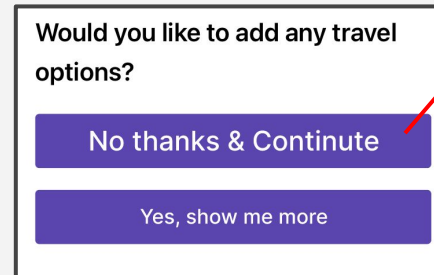 Would you like to add any travel
options?
No thanks & Continute
Yes, show me more